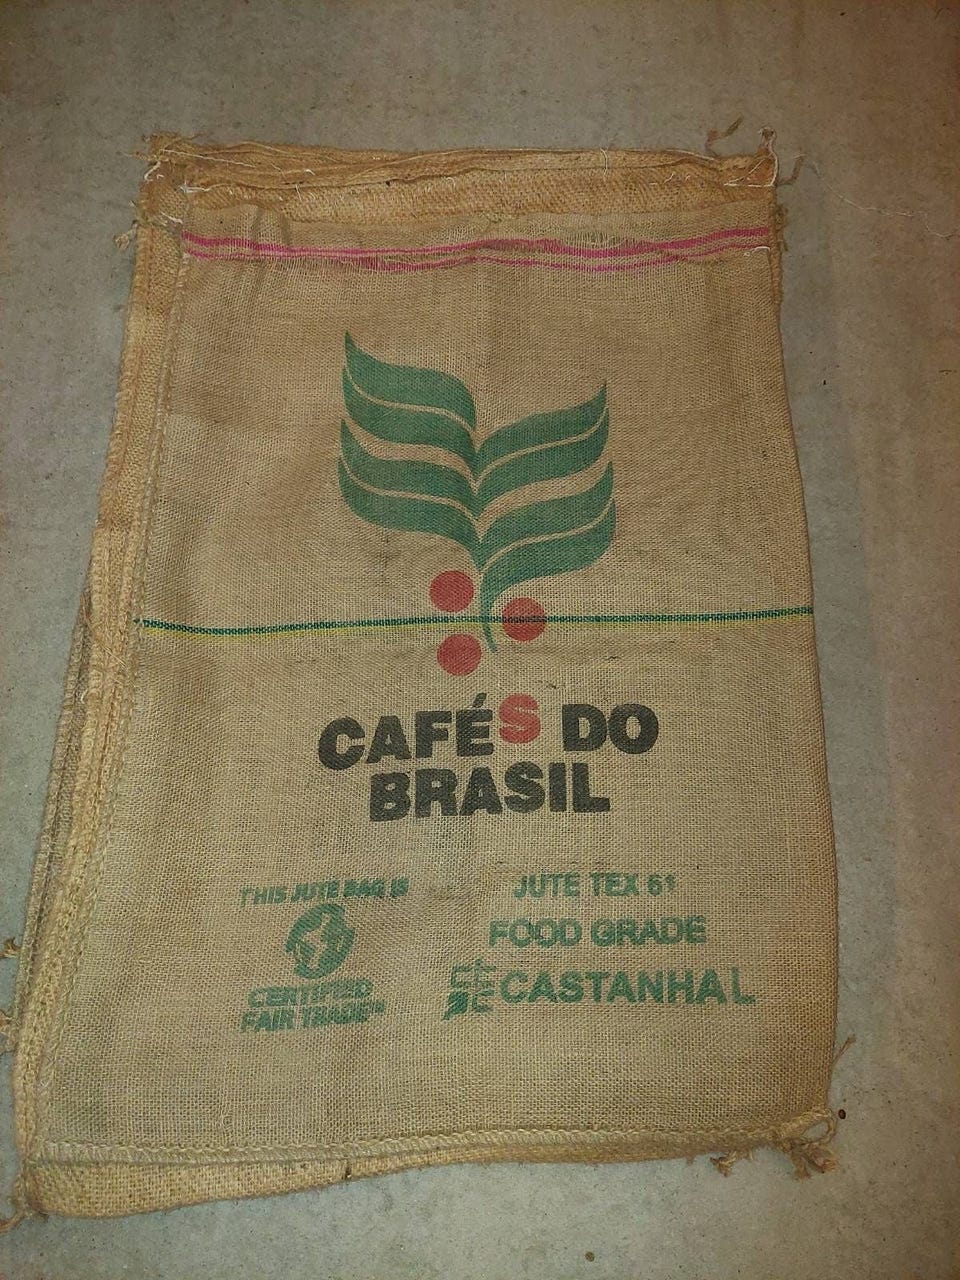 CAFÉS DO
BRASIL
THIS JUTE BAG IS
CERTIFIED
FAIR TRADE
JUTE TEX 61
FOOD GRADE
CASTANHAL